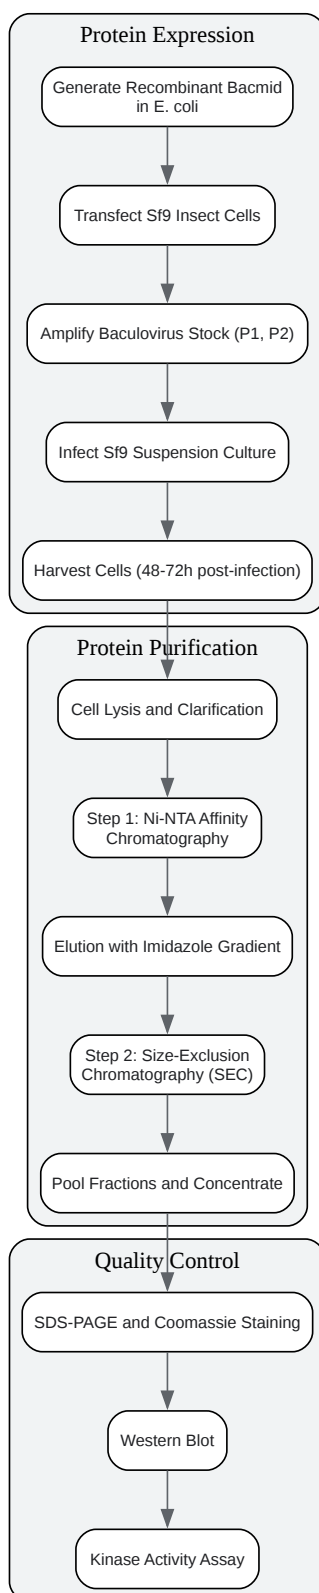 Protein Expression
Generate Recombinant Bacmid
in E. coli
Transfect Sf9 Insect Cells
Amplify Baculovirus Stock (P1, P2)
Infect Sf9 Suspension Culture
Harvest Cells (48-72h post-infection)
Protein Purification
Cell Lysis and Clarification
Step 1: Ni-NTA Affinity
Chromatography
Elution with Imidazole Gradient
Step 2: Size-Exclusion
Chromatography (SEC)
Pool Fractions and Concentrate
Quality Control
SDS-PAGE and Coomassie Staining
Western Blot
Kinase Activity Assay